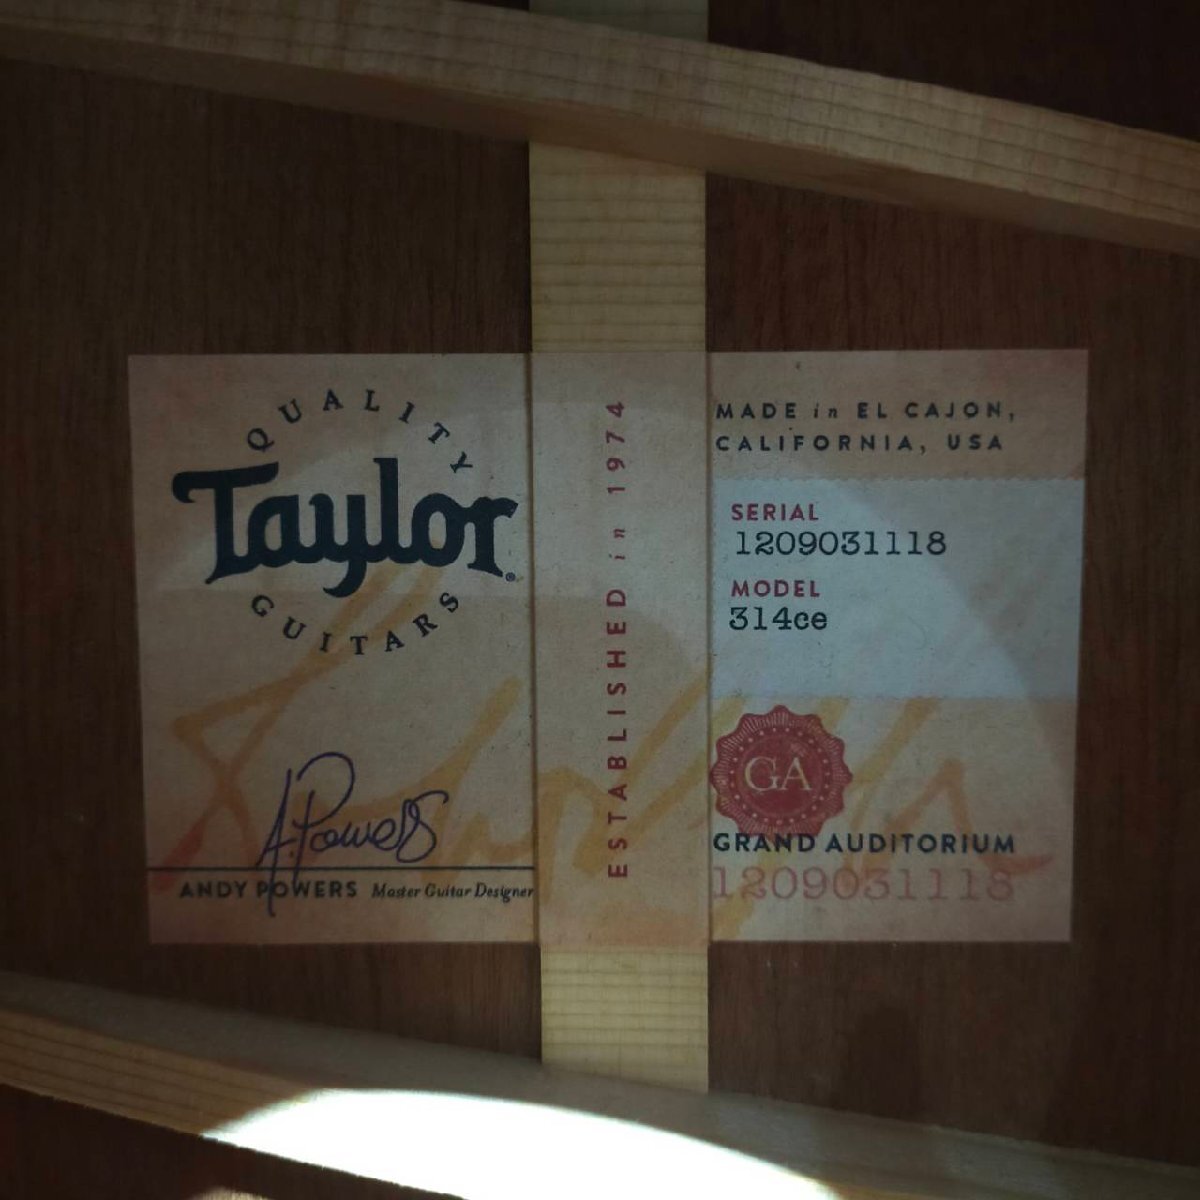 QUALITY
Taylor®
GUITARS
A. Powers
ANDY POWERS Master Guitar Designer
ESTABLISHED in 1974
MADE in EL CAJON,
CALIFORNIA, USA
SERIAL
1209031118
MODEL
314ce
GA
GRAND AUDITORIUM
1209031118